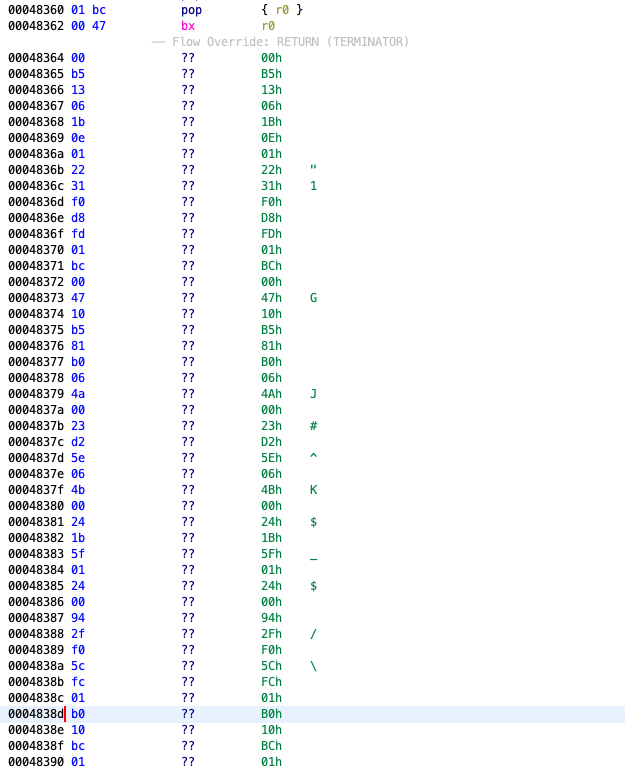 00048360 01 bc pop { r0 }
00048362 00 47 bx r0
-- Flow Override: RETURN (TERMINATOR)
00048364 00 ?? 00h
00048365 b5 ?? B5h
00048366 13 ?? 13h
00048367 06 ?? 06h
00048368 1b ?? 1Bh
00048369 0e ?? 0Eh
0004836a 01 ?? 01h
0004836b 22 ?? 22h "
0004836c 31 ?? 31h 1
0004836d f0 ?? F0h
0004836e d8 ?? D8h
0004836f fd ?? FDh
00048370 01 ?? 01h
00048371 bc ?? BCh
00048372 00 ?? 00h
00048373 47 ?? 47h G
00048374 10 ?? 10h
00048375 b5 ?? B5h
00048376 81 ?? 81h
00048377 b0 ?? B0h
00048378 06 ?? 06h
00048379 4a ?? 4Ah J
0004837a 00 ?? 00h
0004837b 23 ?? 23h #
0004837c d2 ?? D2h
0004837d 5e ?? 5Eh ^
0004837e 06 ?? 06h
0004837f 4b ?? 4Bh K
00048380 00 ?? 00h
00048381 24 ?? 24h $
00048382 1b ?? 1Bh
00048383 5f ?? 5Fh _
00048384 01 ?? 01h
00048385 24 ?? 24h $
00048386 00 ?? 00h
00048387 94 ?? 94h
00048388 2f ?? 2Fh /
00048389 f0 ?? F0h
0004838a 5c ?? 5Ch \
0004838b fc ?? FCh
0004838c 01 ?? 01h
0004838d b0 ?? B0h
0004838e 10 ?? 10h
0004838f bc ?? BCh
00048390 01 ?? 01h